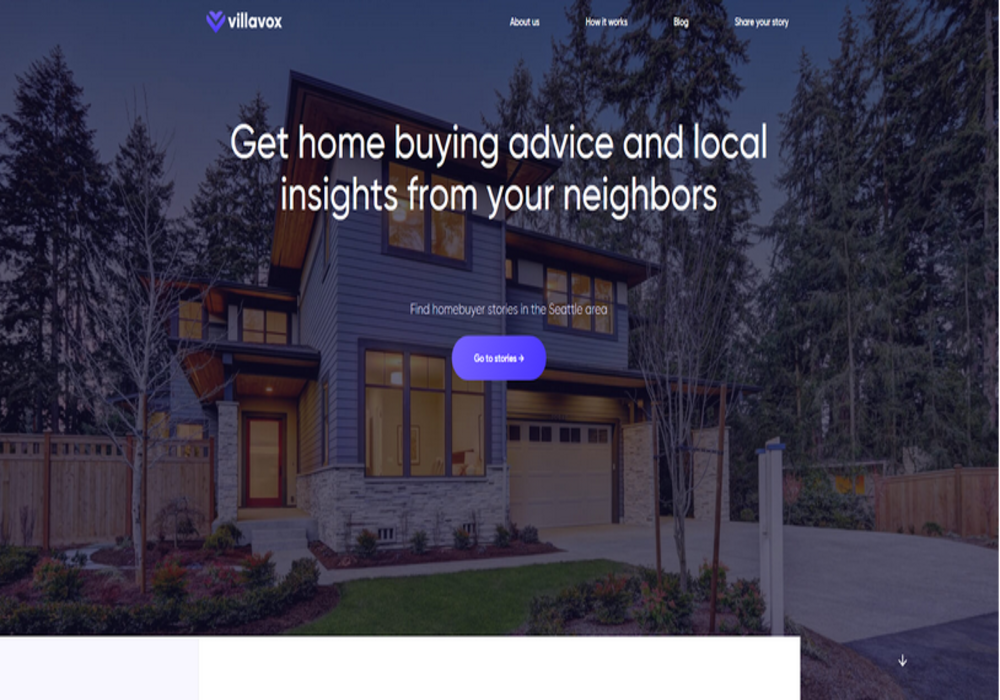 villavox
About us
How it works
Blog
Share your story
Get home buying advice and local
insights from your neighbors
Find homebuyer stories in the Seattle area
Go to stories →